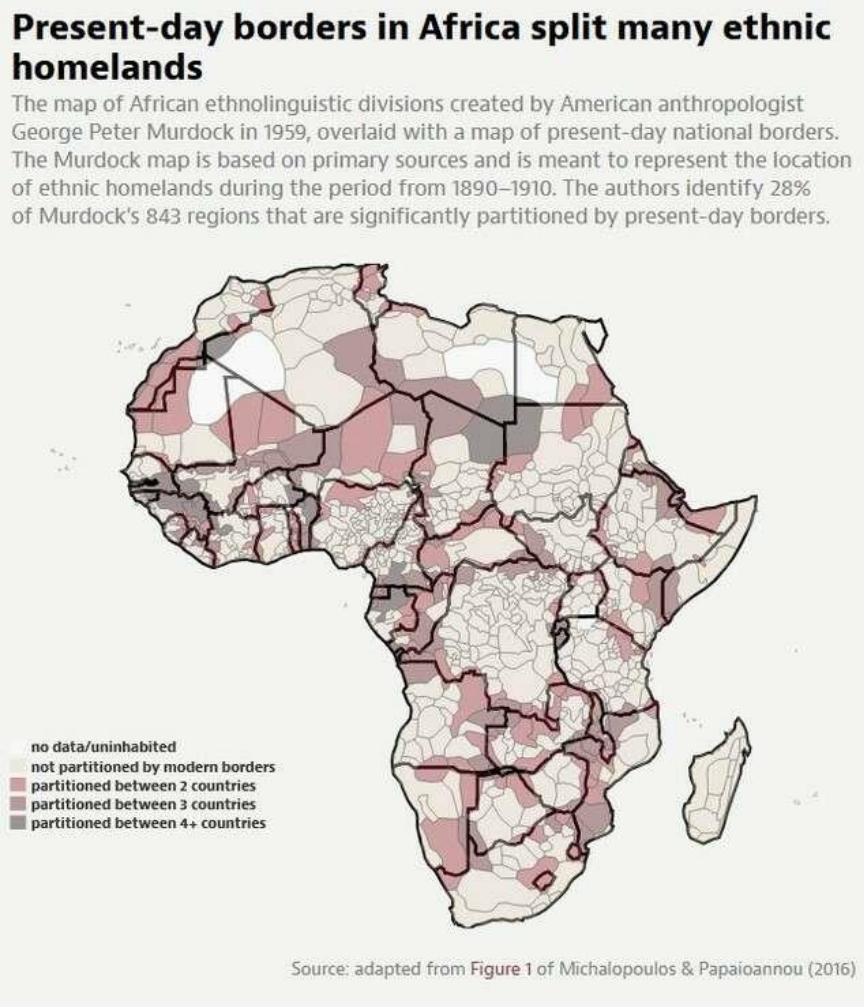 Present-day borders in Africa split many ethnic
homelands
The map of African ethnolinguistic divisions created by American anthropologist
George Peter Murdock in 1959, overlaid with a map of present-day national borders.
The Murdock map is based on primary sources and is meant to represent the location
of ethnic homelands during the period from 1890–1910. The authors identify 28%
of Murdock's 843 regions that are significantly partitioned by present-day borders.
no data/uninhabited
not partitioned by modern borders
partitioned between 2 countries
partitioned between 3 countries
partitioned between 4+ countries
Source: adapted from Figure 1 of Michalopoulos & Papaioannou (2016)